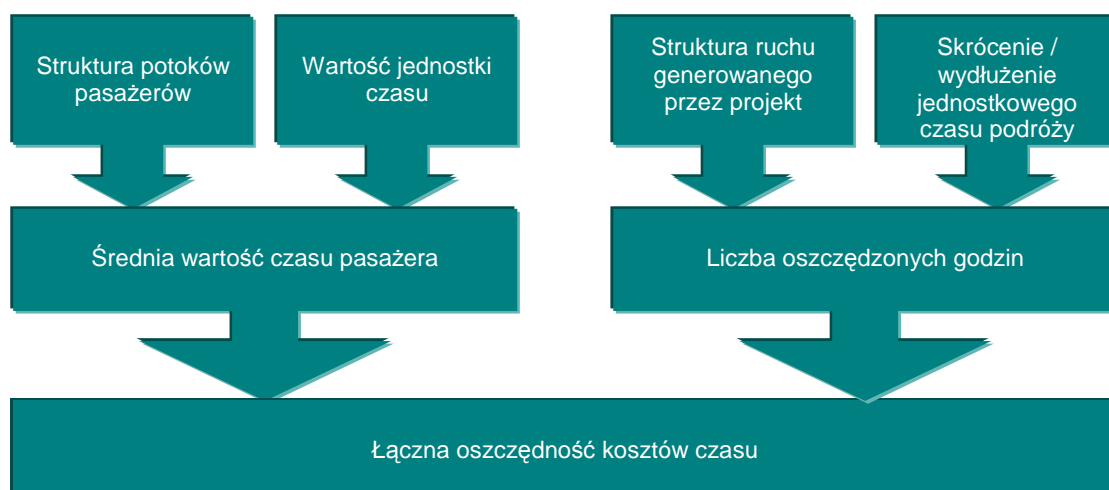 Struktura potoków
pasażerów
Wartość jednostki
czasu
Struktura ruchu
generowanego
przez projekt
Skrócenie /
wydłużenie
jednostkowego
czasu podróży
Średnia wartość czasu pasażera
Liczba oszczędzonych godzin
Łączna oszczędność kosztów czasu